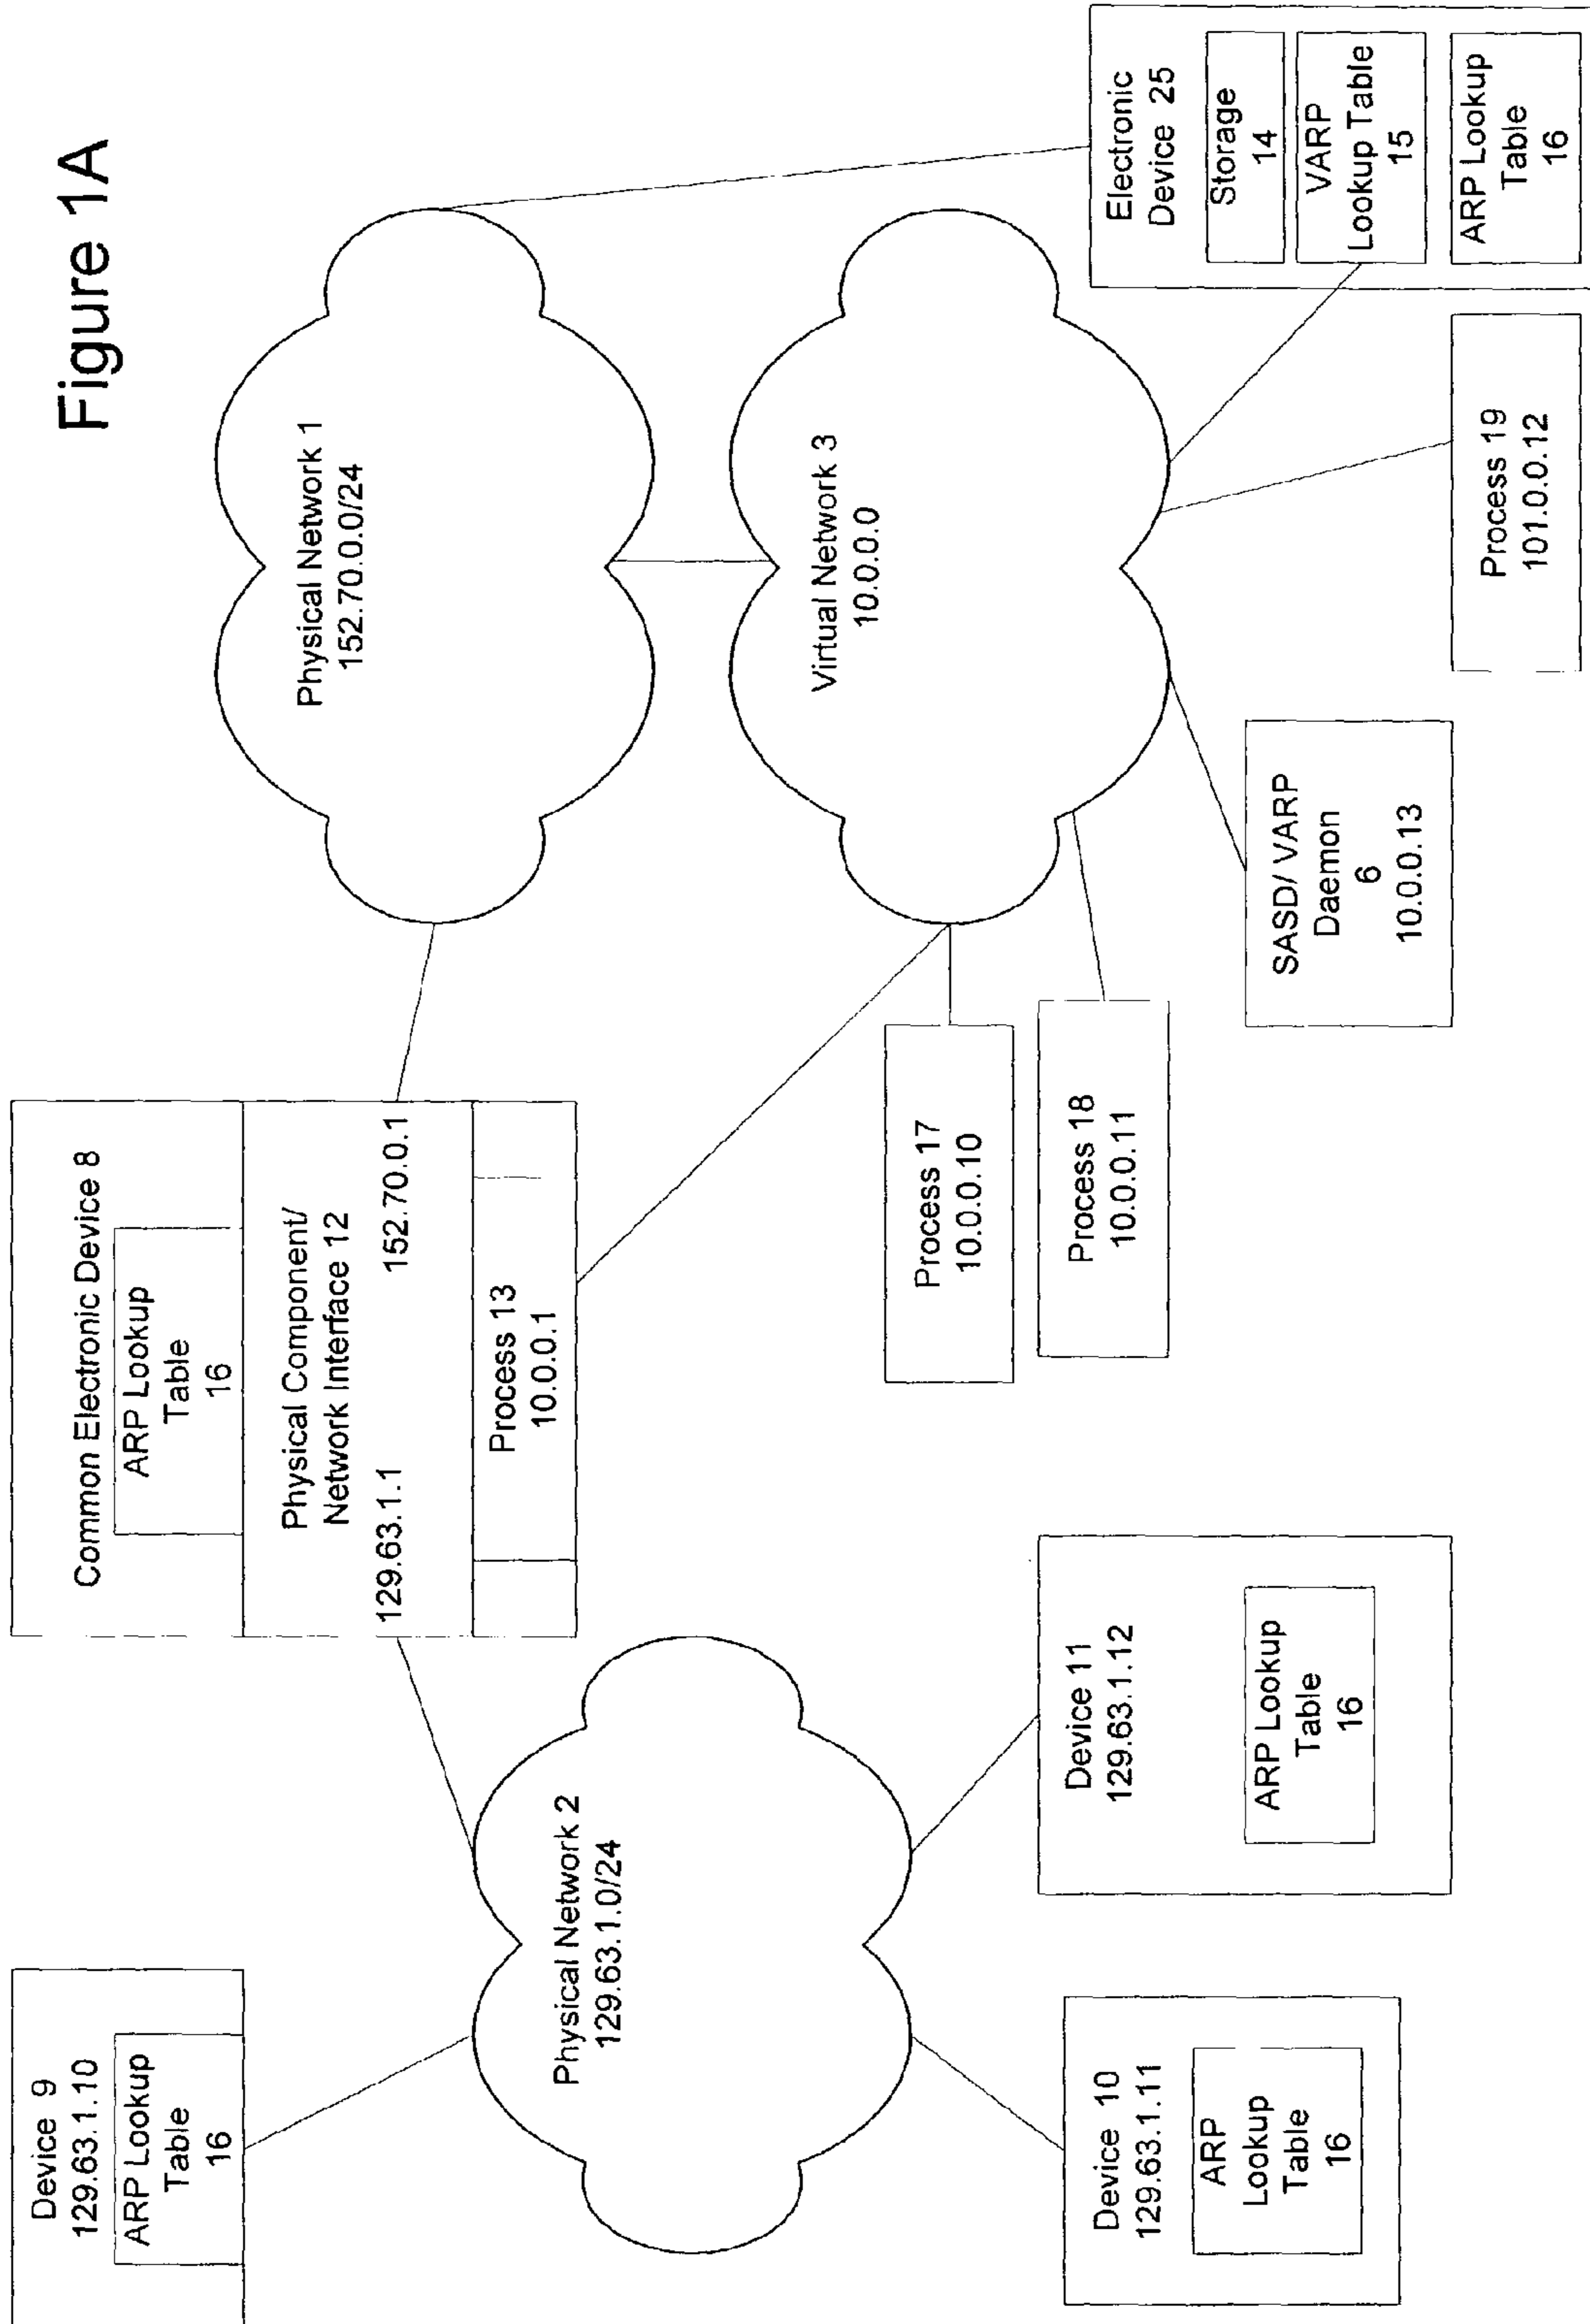 Figure 1A
Device 9
129.63.1.10
ARP Lookup
Table
16
Common Electronic Device 8
ARP Lookup
Table
16
Physical Component/
Network Interface 12
129.63.1.1
152.70.0.1
Process 13
10.0.0.1
Physical Network 1
152.70.0.0/24
Physical Network 2
129.63.1.0/24
Virtual Network 3
10.0.0.0
Device 10
129.63.1.11
ARP
Lookup
Table
16
Device 11
129.63.1.12
ARP Lookup
Table
16
Process 17
10.0.0.10
Process 18
10.0.0.11
SASD/ VARP
Daemon
6
10.0.0.13
Process 19
101.0.0.12
Electronic
Device 25
Storage
14
VARP
Lookup Table
15
ARP Lookup
Table
16